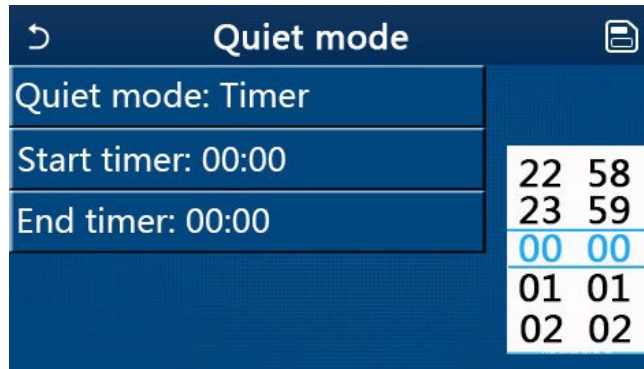 Quiet mode
Quiet mode: Timer
Start timer: 00:00
End timer: 00:00
22 58
23 59
00 00
01 01
02 02